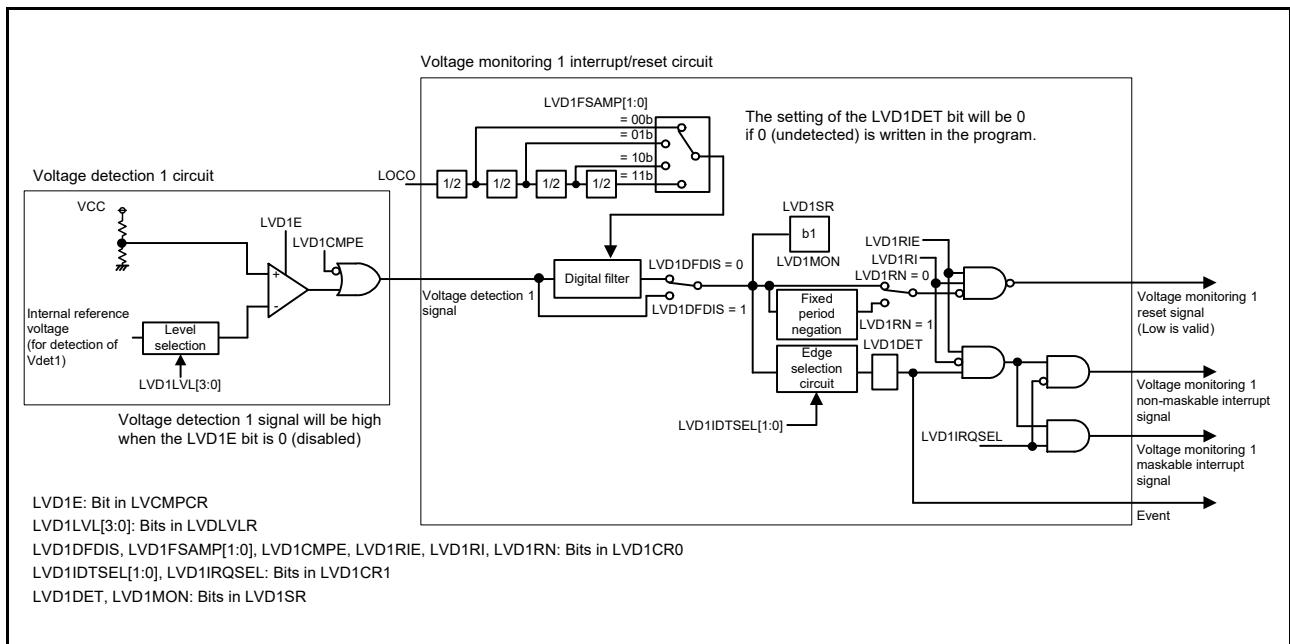 Voltage monitoring 1 interrupt/reset circuit
LVD1FSAMP[1:0]
= 00b
= 01b
= 10b
= 11b
The setting of the LVD1DET bit will be 0
if 0 (undetected) is written in the program.
LOCO
1/2
1/2
1/2
1/2
Voltage detection 1 circuit
VCC
LVD1E
LVD1CMPE
+
-
Internal reference
voltage
(for detection of
Vdet1)
Level
selection
LVD1LVL[3:0]
Voltage detection 1 signal will be high
when the LVD1E bit is 0 (disabled)
Voltage detection 1
signal
Digital filter
LVD1DFDIS = 0
LVD1DFDIS = 1
LVD1SR
b1
LVD1MON
LVD1RIE
LVD1RI
LVD1RN = 0
Fixed
period
negation
LVD1RN = 1
LVD1DET
Edge
selection
circuit
LVD1IDTSEL[1:0]
LVD1IRQSEL
Voltage monitoring 1
reset signal
(Low is valid)
Voltage monitoring 1
non-maskable interrupt
signal
Voltage monitoring 1
maskable interrupt
signal
Event
LVD1E: Bit in LVCMPCR
LVD1LVL[3:0]: Bits in LVDLVLR
LVD1DFDIS, LVD1FSAMP[1:0], LVD1CMPE, LVD1RIE, LVD1RI, LVD1RN: Bits in LVD1CR0
LVD1IDTSEL[1:0], LVD1IRQSEL: Bits in LVD1CR1
LVD1DET, LVD1MON: Bits in LVD1SR